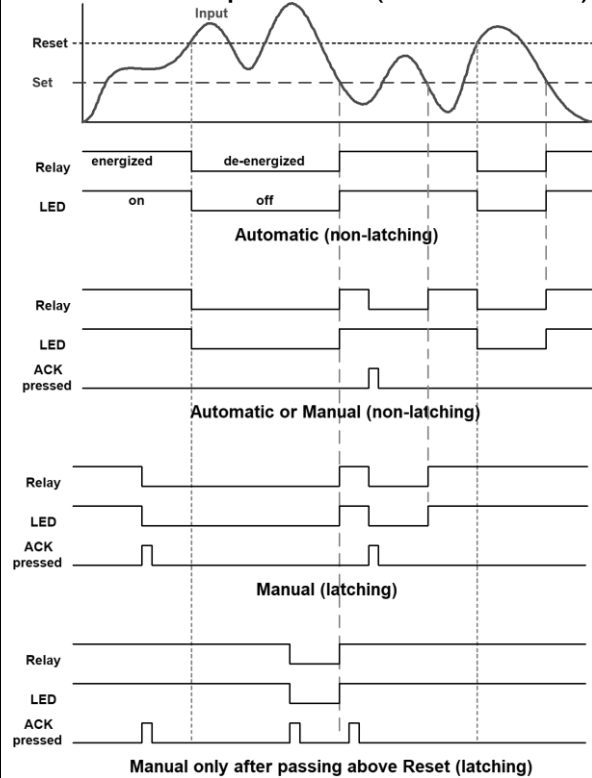 Input
Reset
Set
Relay energized de-energized
LED on off
Automatic (non-latching)
Relay
LED
ACK
pressed
Automatic or Manual (non-latching)
Relay
LED
ACK
pressed
Manual (latching)
Relay
LED
ACK
pressed
Manual only after passing above Reset (latching)